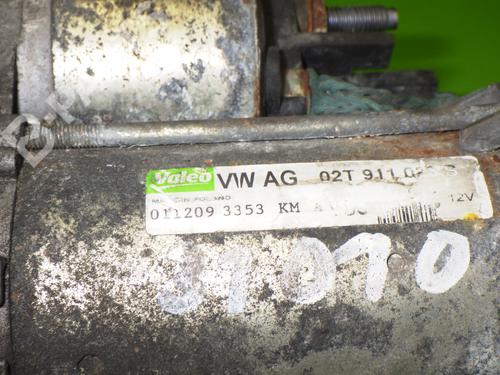 Valeo VW AG 02T 911
MADE IN POLAND
011209 3353 KM 12V
31010